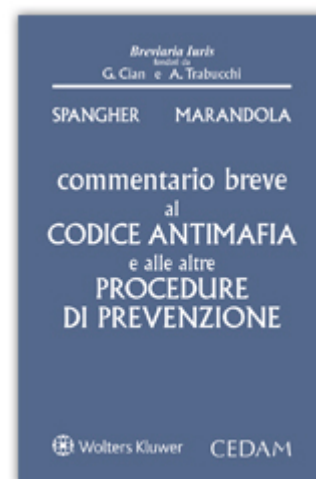 Breviaria Iuris
fondati da
G. Cian e A. Trabucchi
SPANGHER MARANDOLA
commentario breve
al
CODICE ANTIMAFIA
e alle altre
PROCEDURE
DI PREVENZIONE
Wolters Kluwer CEDAM